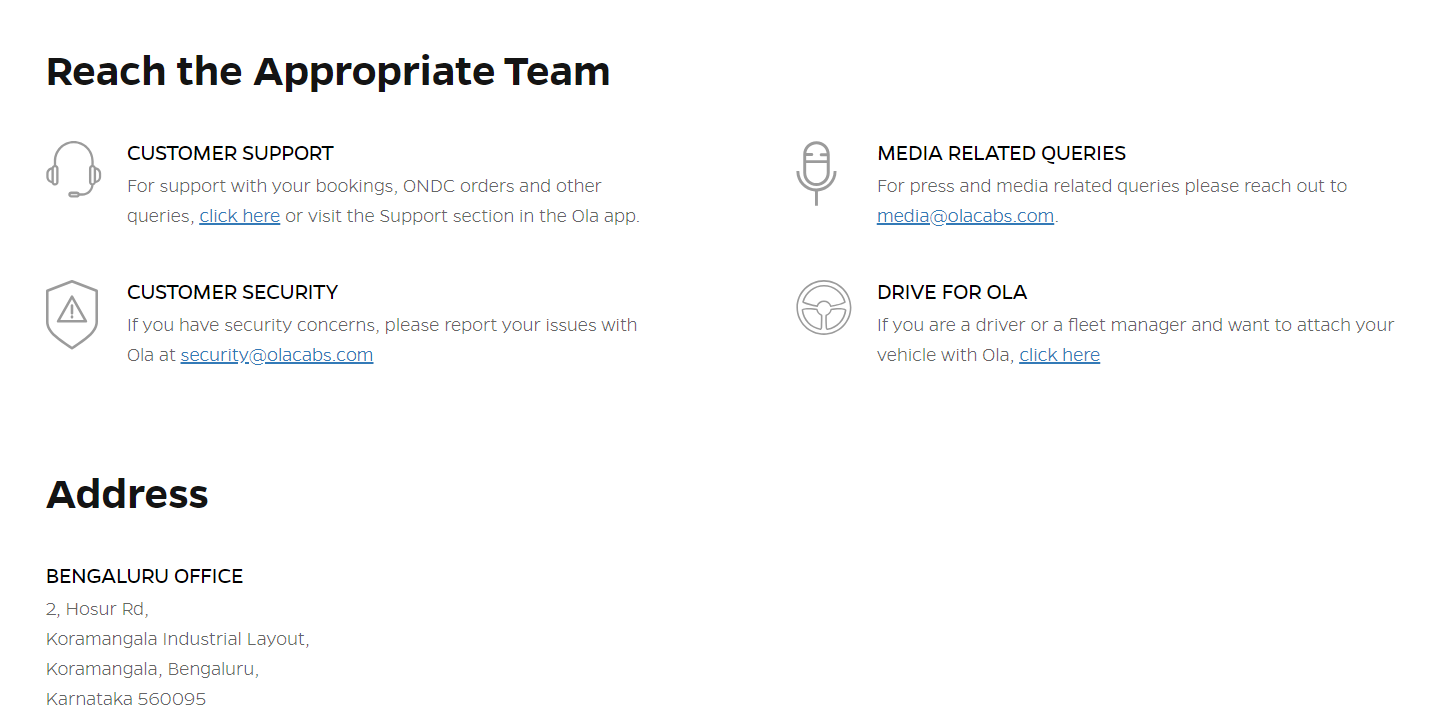 Reach the Appropriate Team
CUSTOMER SUPPORT
For support with your bookings, ONDC orders and other
queries, click here or visit the Support section in the Ola app.
MEDIA RELATED QUERIES
For press and media related queries please reach out to
media@olacabs.com.
CUSTOMER SECURITY
If you have security concerns, please report your issues with
Ola at security@olacabs.com
DRIVE FOR OLA
If you are a driver or a fleet manager and want to attach your
vehicle with Ola, click here
Address
BENGALURU OFFICE
2, Hosur Rd,
Koramangala Industrial Layout,
Koramangala, Bengaluru,
Karnataka 560095